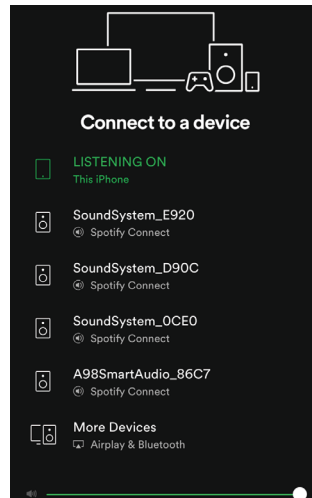 Connect to a device
LISTENING ON
This iPhone
SoundSystem_E920
Spotify Connect
SoundSystem_D90C
Spotify Connect
SoundSystem_0CE0
Spotify Connect
A98SmartAudio_86C7
Spotify Connect
More Devices
Airplay & Bluetooth